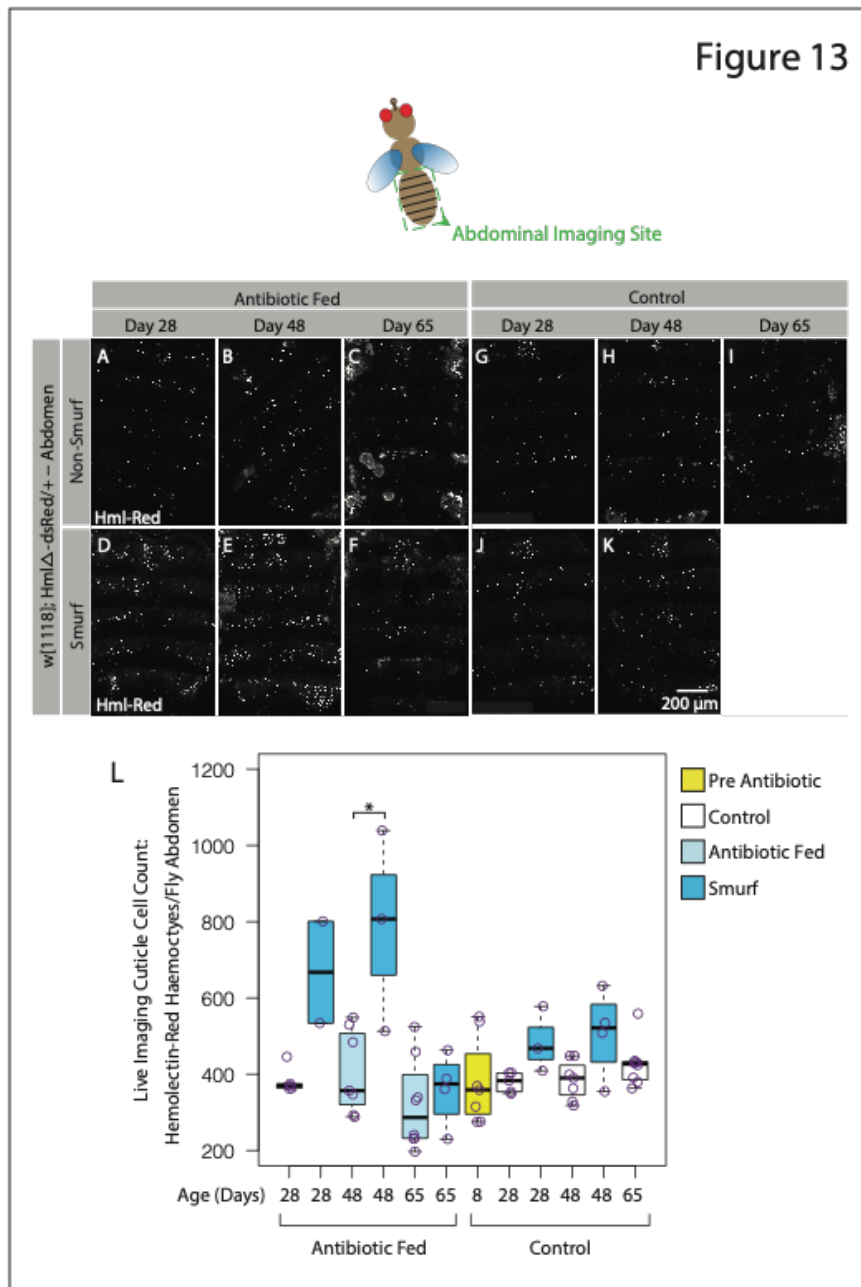 Figure 13
Abdominal Imaging Site
Antibiotic Fed Control
Day 28 Day 48 Day 65 Day 28 Day 48 Day 65
w[1118]; Hml△-dsRed/+ – Abdomen
Non-Smurf
A B C G H I
Hml-Red
Smurf
D E F J K
Hml-Red
200 µm
L
Live Imaging Cuticle Cell Count:
Hemolectin-Red Haemoctyes/Fly Abdomen
1200
1000
800
600
400
200
*
Pre Antibiotic
Control
Antibiotic Fed
Smurf
Age (Days) 28 28 48 48 65 65 8 28 28 48 48 65
Antibiotic Fed Control